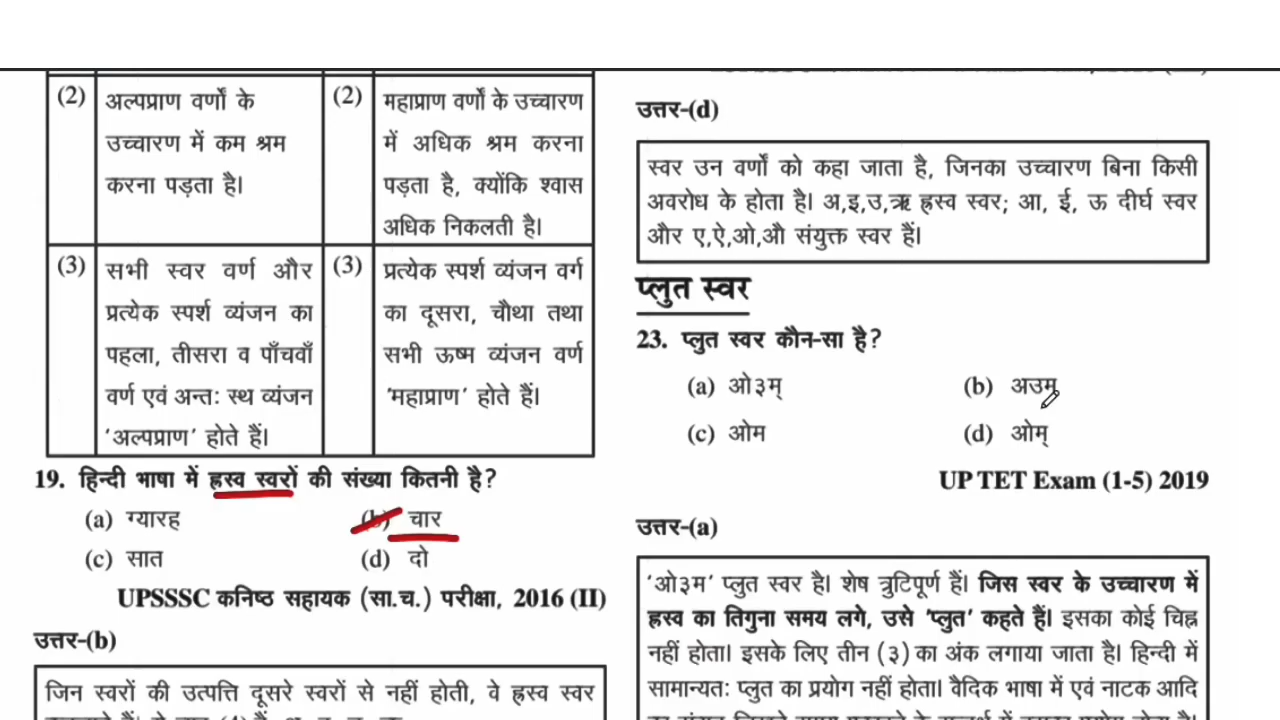 (2) अल्पप्राण वर्णों के
उच्चारण में कम श्रम
करना पड़ता है।
(2) महाप्राण वर्णों के उच्चारण
में अधिक श्रम करना
पड़ता है, क्योंकि श्वास
अधिक निकलती है।
(3) सभी स्वर वर्ण और
प्रत्येक स्पर्श व्यंजन का
पहला, तीसरा व पाँचवाँ
वर्ण एवं अन्त: स्थ व्यंजन
'अल्पप्राण' होते हैं।
(3) प्रत्येक स्पर्श व्यंजन वर्ग
का दूसरा, चौथा तथा
सभी ऊष्म व्यंजन वर्ण
'महाप्राण' होते हैं।
19. हिन्दी भाषा में ह्रस्व स्वरों की संख्या कितनी है?
(a) ग्यारह (b) चार
(c) सात (d) दो
UPSSSC कनिष्ठ सहायक (सा.च.) परीक्षा, 2016 (II)
उत्तर-(b)
जिन स्वरों की उत्पत्ति दूसरे स्वरों से नहीं होती, वे ह्रस्व स्वर
उत्तर-(d)
स्वर उन वर्णों को कहा जाता है, जिनका उच्चारण बिना किसी
अवरोध के होता है। अ,इ,उ,ऋ ह्रस्व स्वर; आ, ई, ऊ दीर्घ स्वर
और ए,ऐ,ओ,औ संयुक्त स्वर हैं।
प्लुत स्वर
23. प्लुत स्वर कौन-सा है?
(a) ओ३म् (b) अउम्
(c) ओम (d) ओम्
UP TET Exam (1-5) 2019
उत्तर-(a)
'ओ३म' प्लुत स्वर है। शेष त्रुटिपूर्ण हैं। जिस स्वर के उच्चारण में
ह्रस्व का तिगुना समय लगे, उसे 'प्लुत' कहते हैं। इसका कोई चिह्न
नहीं होता। इसके लिए तीन (३) का अंक लगाया जाता है। हिन्दी में
सामान्यत: प्लुत का प्रयोग नहीं होता। वैदिक भाषा में एवं नाटक आदि